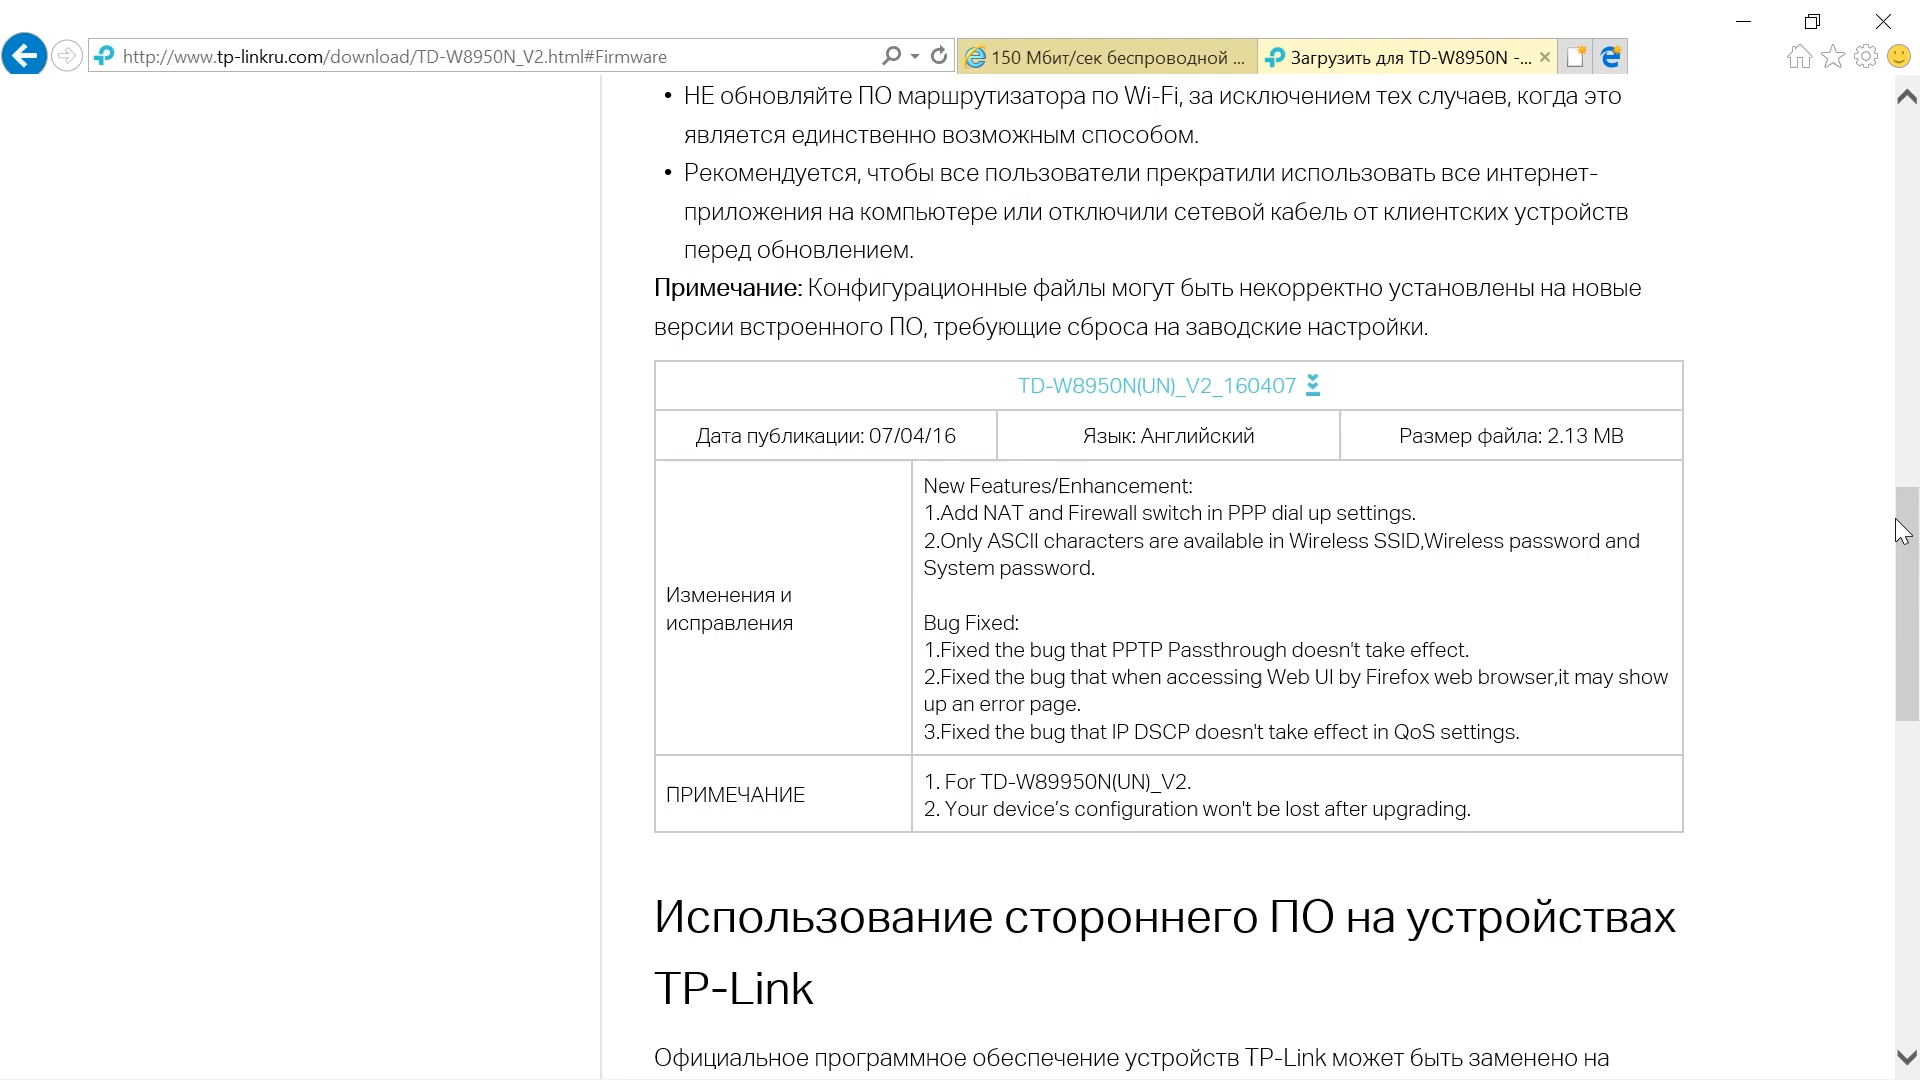 http://www.tp-linkru.com/download/TD-W8950N_V2.html#Firmware
150 Мбит/сек беспроводной ...
Загрузить для TD-W8950N -...
• НЕ обновляйте ПО маршрутизатора по Wi-Fi, за исключением тех случаев, когда это
является единственно возможным способом.
• Рекомендуется, чтобы все пользователи прекратили использовать все интернет-
приложения на компьютере или отключили сетевой кабель от клиентских устройств
перед обновлением.
Примечание: Конфигурационные файлы могут быть некорректно установлены на новые
версии встроенного ПО, требующие сброса на заводские настройки.
TD-W8950N(UN)_V2_160407
Дата публикации: 07/04/16
Язык: Английский
Размер файла: 2.13 MB
Изменения и
исправления
New Features/Enhancement:
1.Add NAT and Firewall switch in PPP dial up settings.
2.Only ASCII characters are available in Wireless SSID,Wireless password and
System password.
Bug Fixed:
1.Fixed the bug that PPTP Passthrough doesn't take effect.
2.Fixed the bug that when accessing Web UI by Firefox web browser,it may show
up an error page.
3.Fixed the bug that IP DSCP doesn't take effect in QoS settings.
ПРИМЕЧАНИЕ
1. For TD-W89950N(UN)_V2.
2. Your device’s configuration won't be lost after upgrading.
Использование стороннего ПО на устройствах
TP-Link
Официальное программное обеспечение устройств TP-Link может быть заменено на